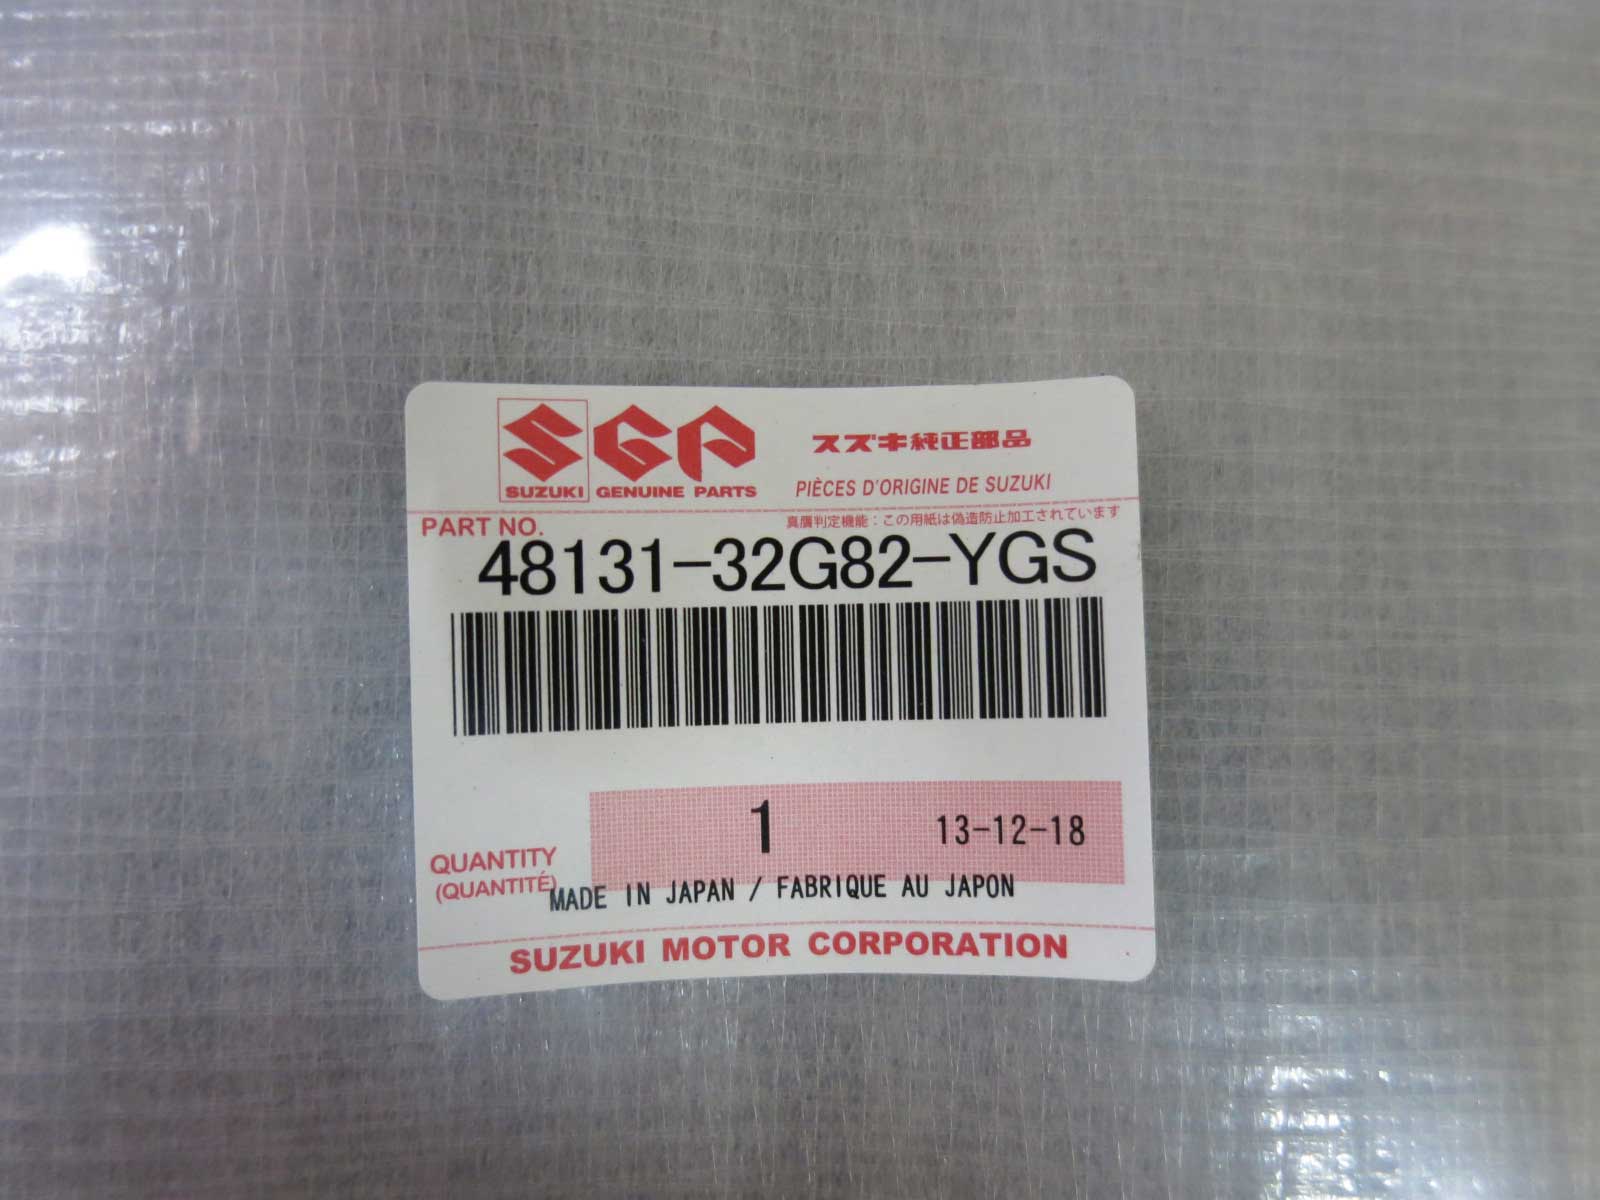 SGP
SUZUKI GENUINE PARTS
スズキ純正部品
PIÈCES D'ORIGINE DE SUZUKI
PART NO.
真贋判定機能:この用紙は偽造防止加工されています
48131-32G82-YGS
1
13-12-18
QUANTITY
(QUANTITÉ)
MADE IN JAPAN / FABRIQUE AU JAPON
SUZUKI MOTOR CORPORATION